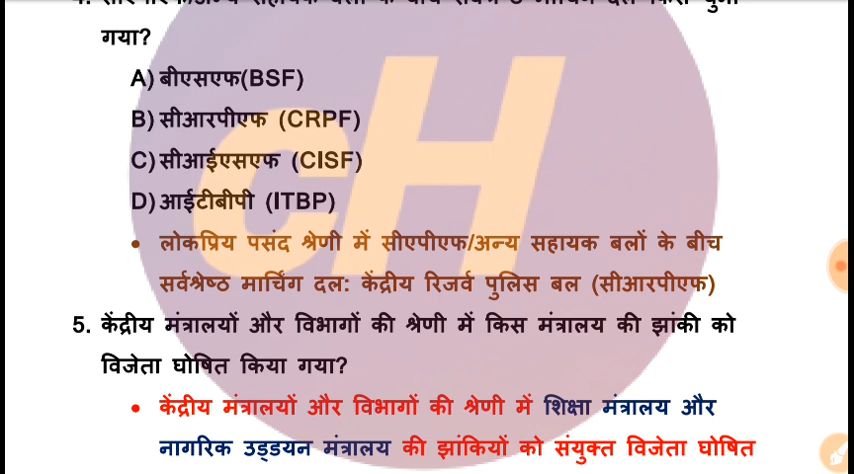 गया?
A) बीएसएफ(BSF)
B) सीआरपीएफ (CRPF)
C) सीआईएसएफ (CISF)
D) आईटीबीपी (ITBP)
• लोकप्रिय पसंद श्रेणी में सीएपीएफ/अन्य सहायक बलों के बीच
सर्वश्रेष्ठ मार्चिंग दल: केंद्रीय रिजर्व पुलिस बल (सीआरपीएफ)
5. केंद्रीय मंत्रालयों और विभागों की श्रेणी में किस मंत्रालय की झांकी को
विजेता घोषित किया गया?
• केंद्रीय मंत्रालयों और विभागों की श्रेणी में शिक्षा मंत्रालय और
नागरिक उड्डयन मंत्रालय की झांकियों को संयुक्त विजेता घोषित
cH